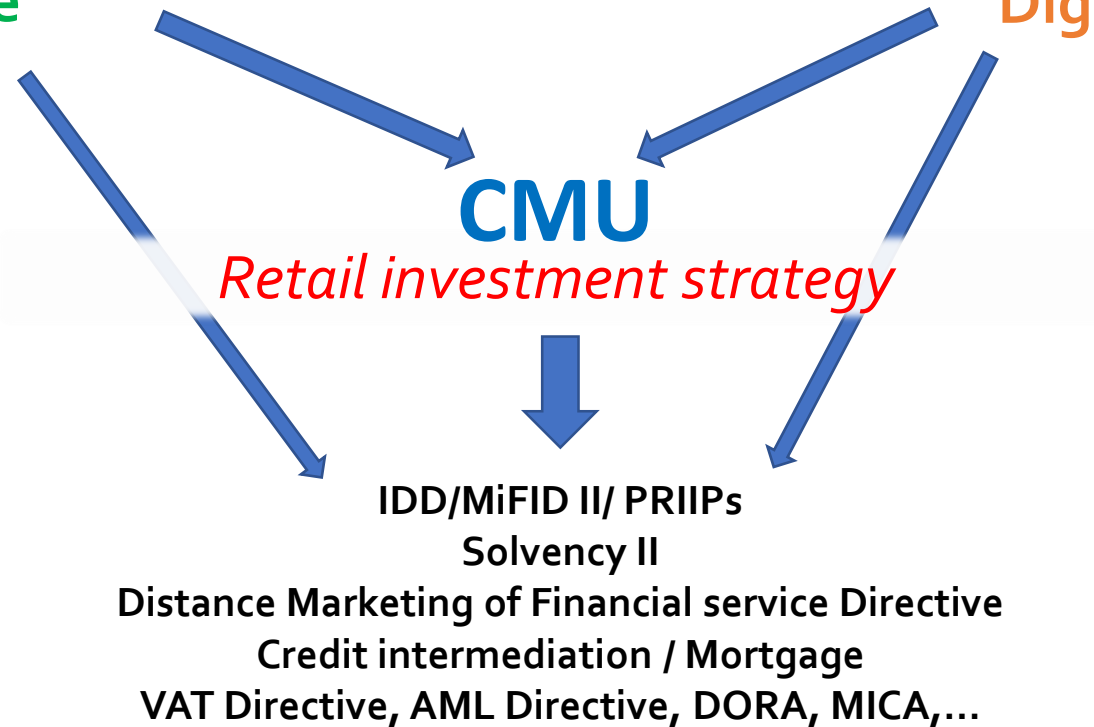 Dig
CMU
Retail investment strategy
IDD/MiFID II/ PRIIPs
Solvency II
Distance Marketing of Financial service Directive
Credit intermediation / Mortgage
VAT Directive, AML Directive, DORA, MICA,...